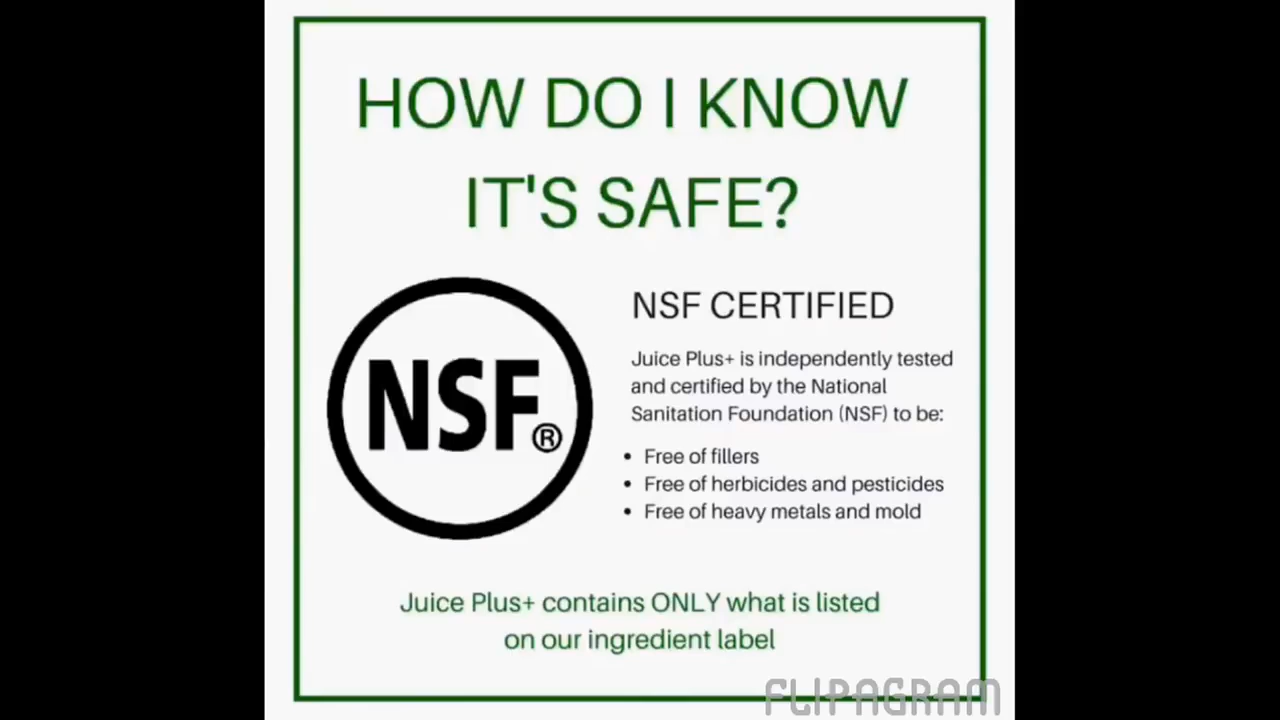 HOW DO I KNOW
IT'S SAFE?
NSF®
NSF CERTIFIED
Juice Plus+ is independently tested
and certified by the National
Sanitation Foundation (NSF) to be:
• Free of fillers
• Free of herbicides and pesticides
• Free of heavy metals and mold
Juice Plus+ contains ONLY what is listed
on our ingredient label
FLIPAGRAM